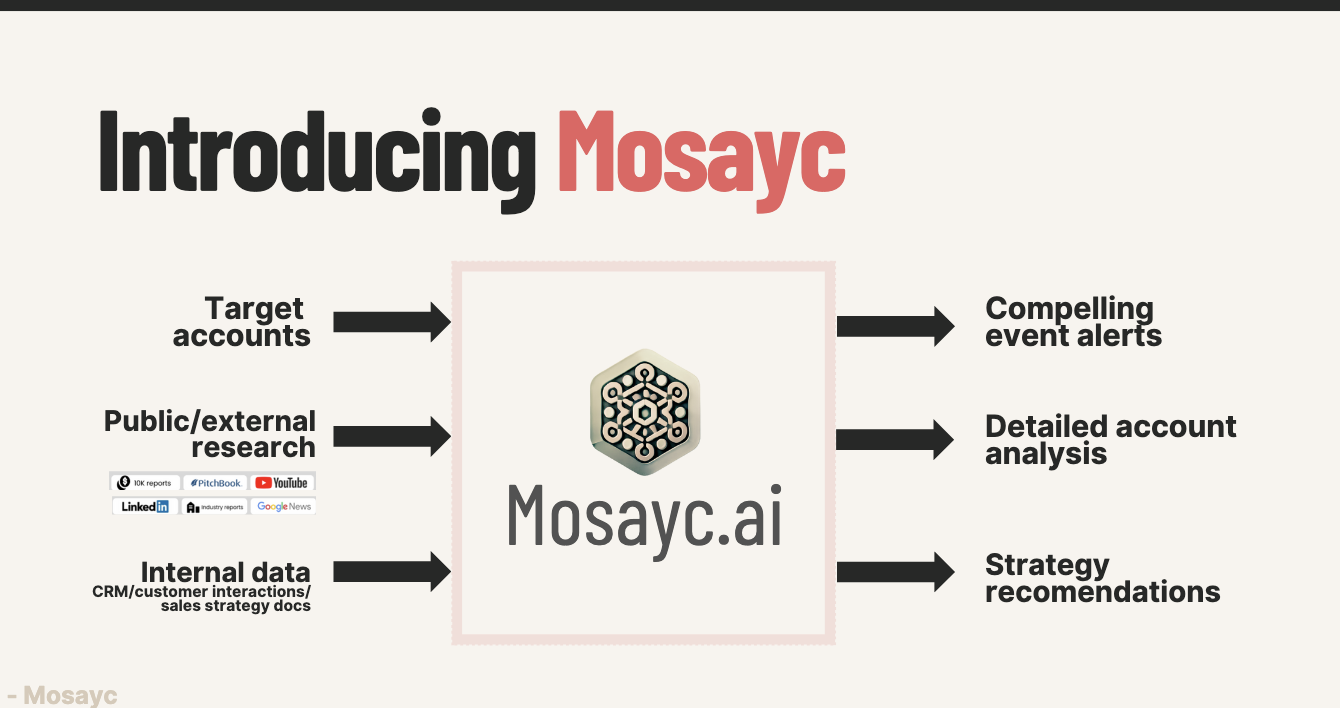 Introducing Mosayc
Target
accounts
Public/external
research
10K reports PitchBook YouTube
LinkedIn industry reports Google News
Internal data
CRM/customer interactions/
sales strategy docs
Mosayc.ai
Compelling
event alerts
Detailed account
analysis
Strategy
recomendations
- Mosayc